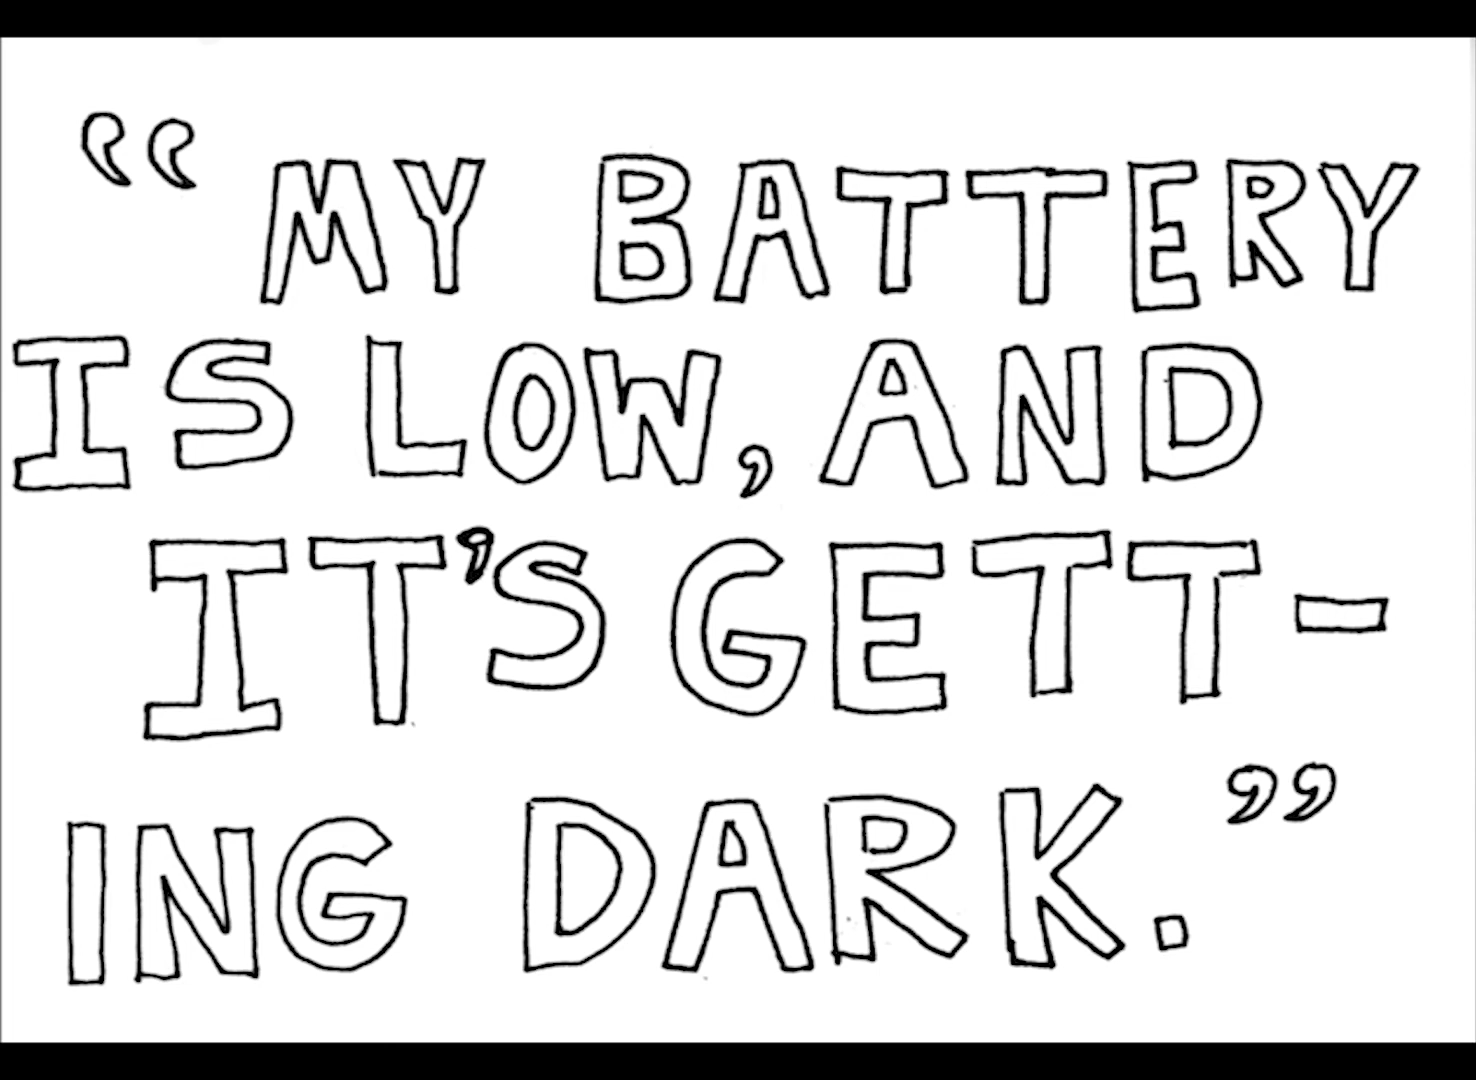 “MY BATTERY
IS LOW, AND
IT’S GETT-
ING DARK.”